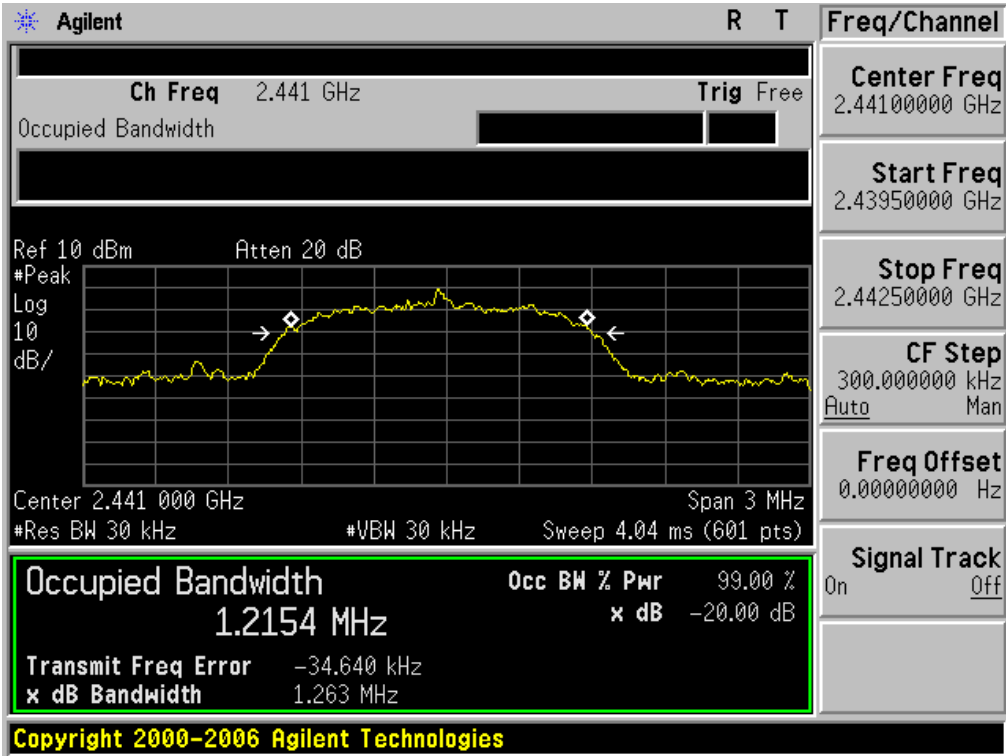 Agilent R T
Freq/Channel
Ch Freq 2.441 GHz Trig Free
Occupied Bandwidth
Center Freq
2.44100000 GHz
Start Freq
2.43950000 GHz
Stop Freq
2.44250000 GHz
CF Step
300.000000 kHz
Auto Man
Freq Offset
0.00000000 Hz
Signal Track
On Off
Ref 10 dBm Atten 20 dB
#Peak
Log
10
dB/
Center 2.441 000 GHz Span 3 MHz
#Res BW 30 kHz #VBW 30 kHz Sweep 4.04 ms (601 pts)
Occupied Bandwidth Occ BW % Pwr 99.00 %
1.2154 MHz x dB -20.00 dB
Transmit Freq Error -34.640 kHz
x dB Bandwidth 1.263 MHz
Copyright 2000-2006 Agilent Technologies